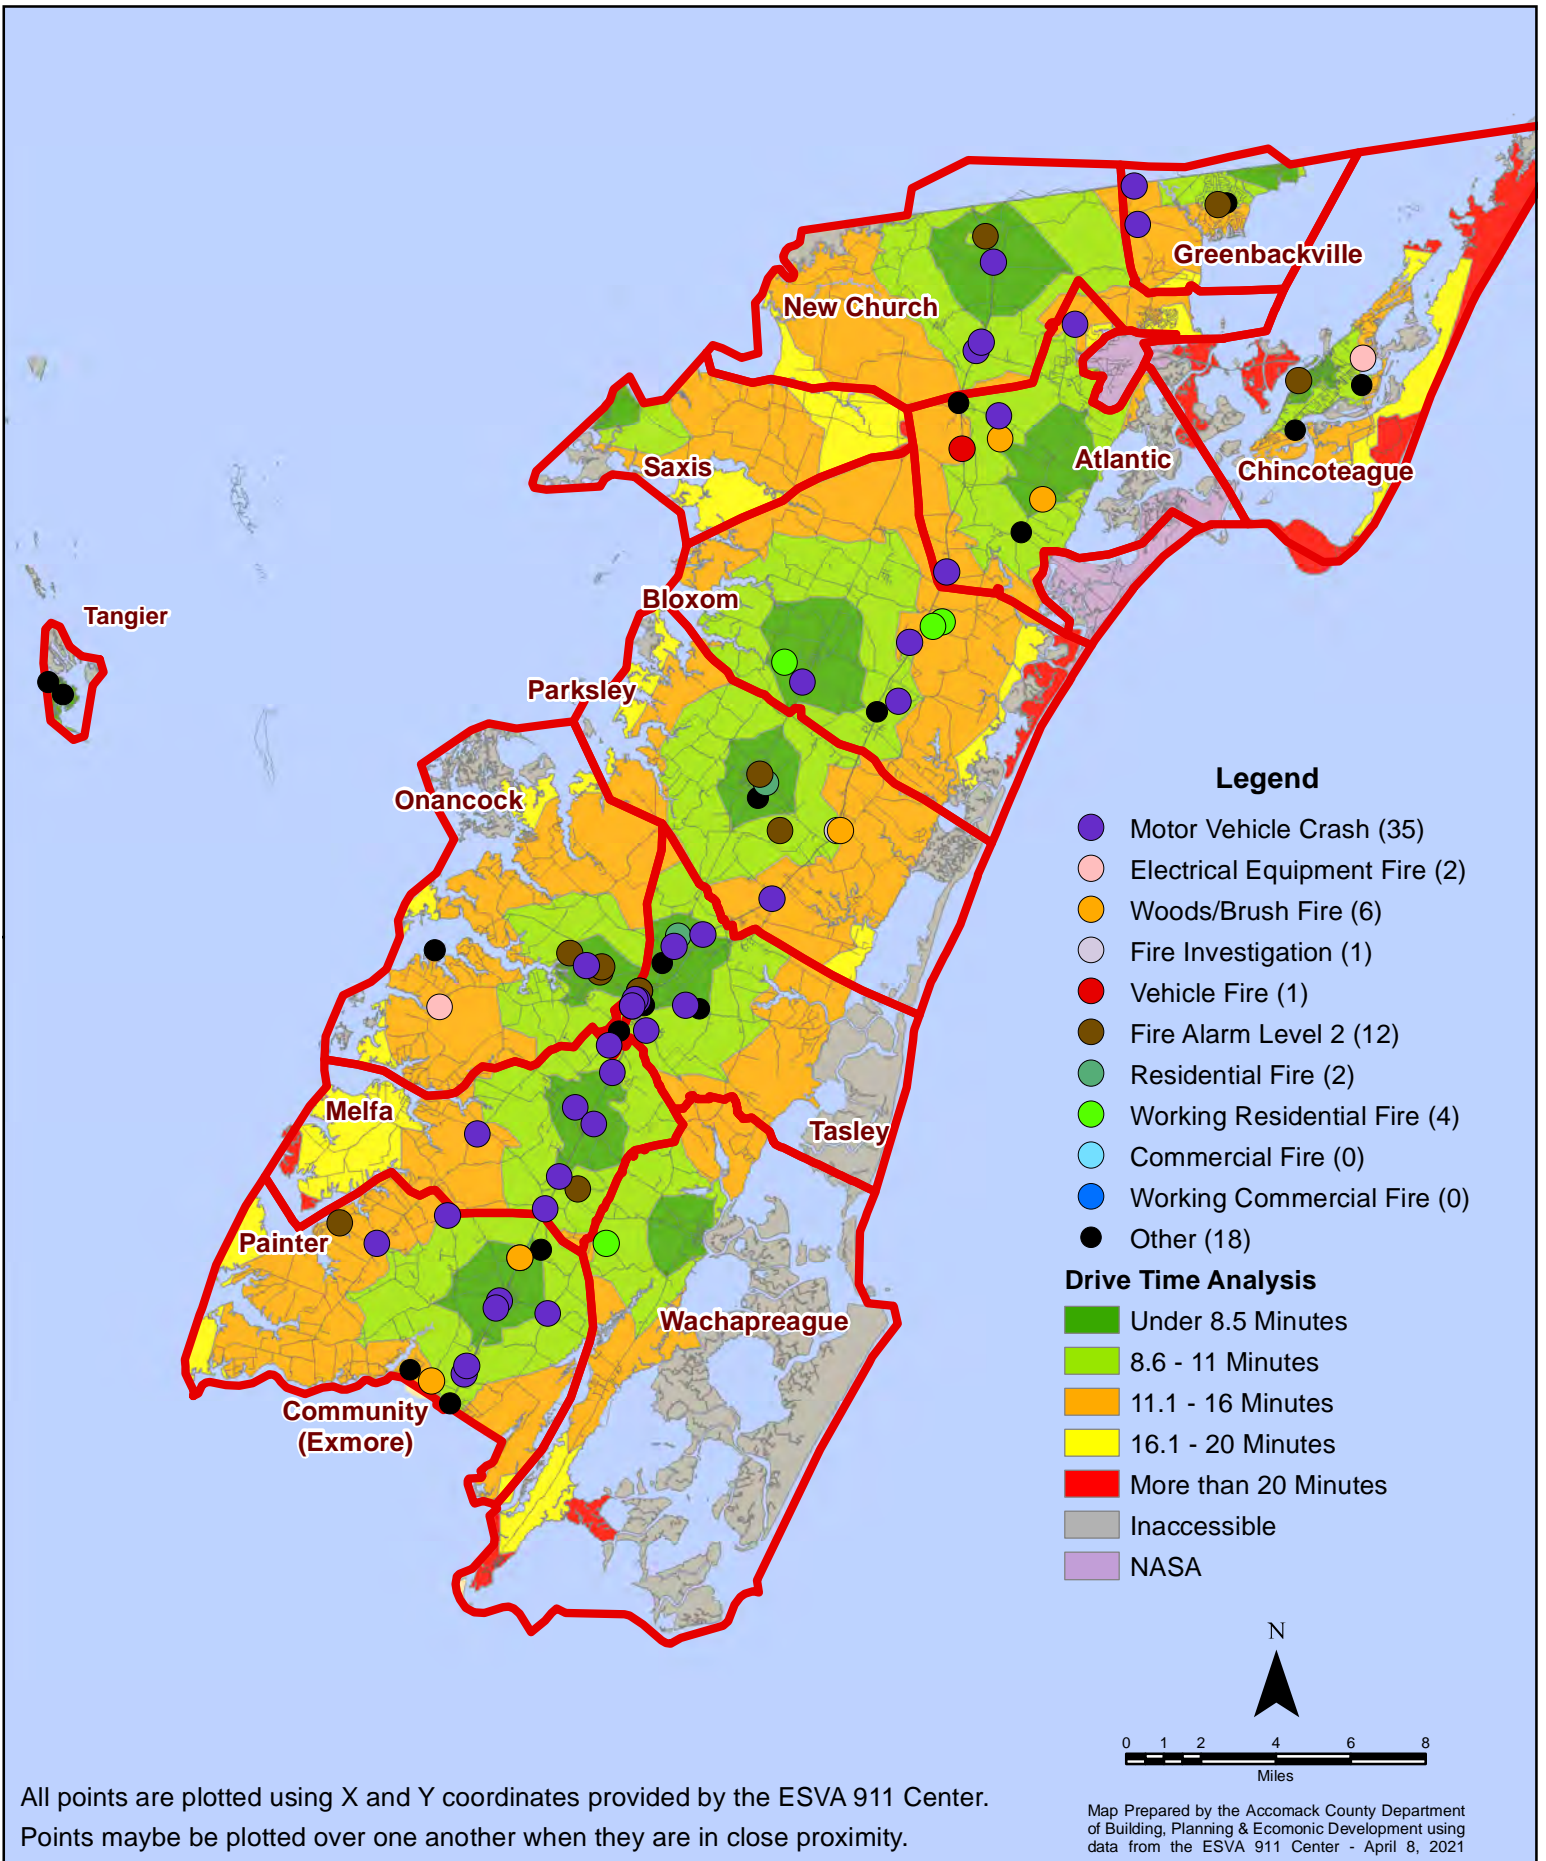 Greenbackville
New Church
Atlantic
Chincoteague
Saxis
Bloxom
Tangier
Parksley
Onancock
Melfa
Tasley
Painter
Wachapreague
Community
(Exmore)
Legend
Motor Vehicle Crash (35)
Electrical Equipment Fire (2)
Woods/Brush Fire (6)
Fire Investigation (1)
Vehicle Fire (1)
Fire Alarm Level 2 (12)
Residential Fire (2)
Working Residential Fire (4)
Commercial Fire (0)
Working Commercial Fire (0)
Other (18)
Drive Time Analysis
Under 8.5 Minutes
8.6 - 11 Minutes
11.1 - 16 Minutes
16.1 - 20 Minutes
More than 20 Minutes
Inaccessible
NASA
N
0 1 2 4 6 8
Miles
All points are plotted using X and Y coordinates provided by the ESVA 911 Center.
Points maybe be plotted over one another when they are in close proximity.
Map Prepared by the Accomack County Department
of Building, Planning & Ecomonic Development using
data from the ESVA 911 Center - April 8, 2021